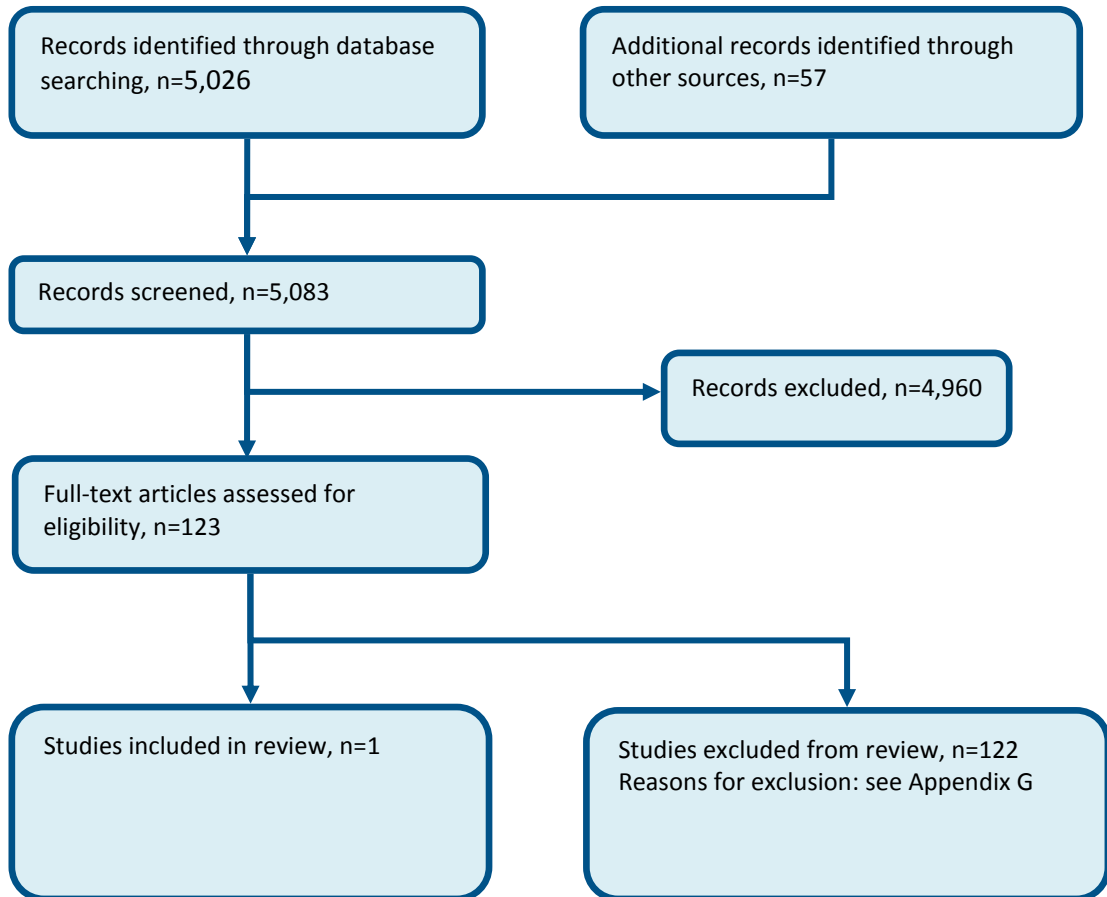 Records identified through database
searching, n=5,026
Additional records identified through
other sources, n=57
Records screened, n=5,083
Records excluded, n=4,960
Full-text articles assessed for
eligibility, n=123
Studies included in review, n=1
Studies excluded from review, n=122
Reasons for exclusion: see Appendix G